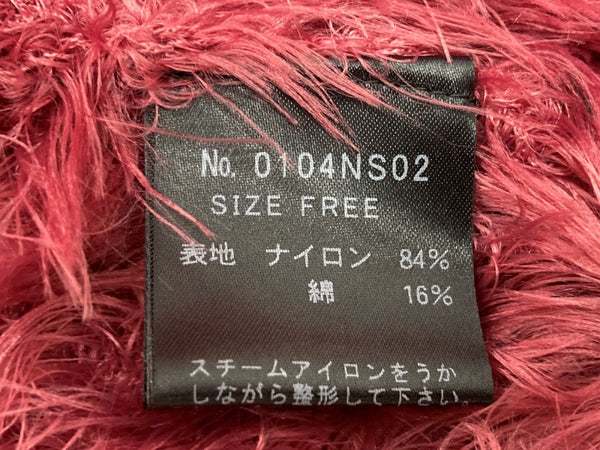 No. 0104NS02
SIZE FREE
表地 ナイロン 84%
綿 16%
スチームアイロンをうか
しながら整形して下さい。